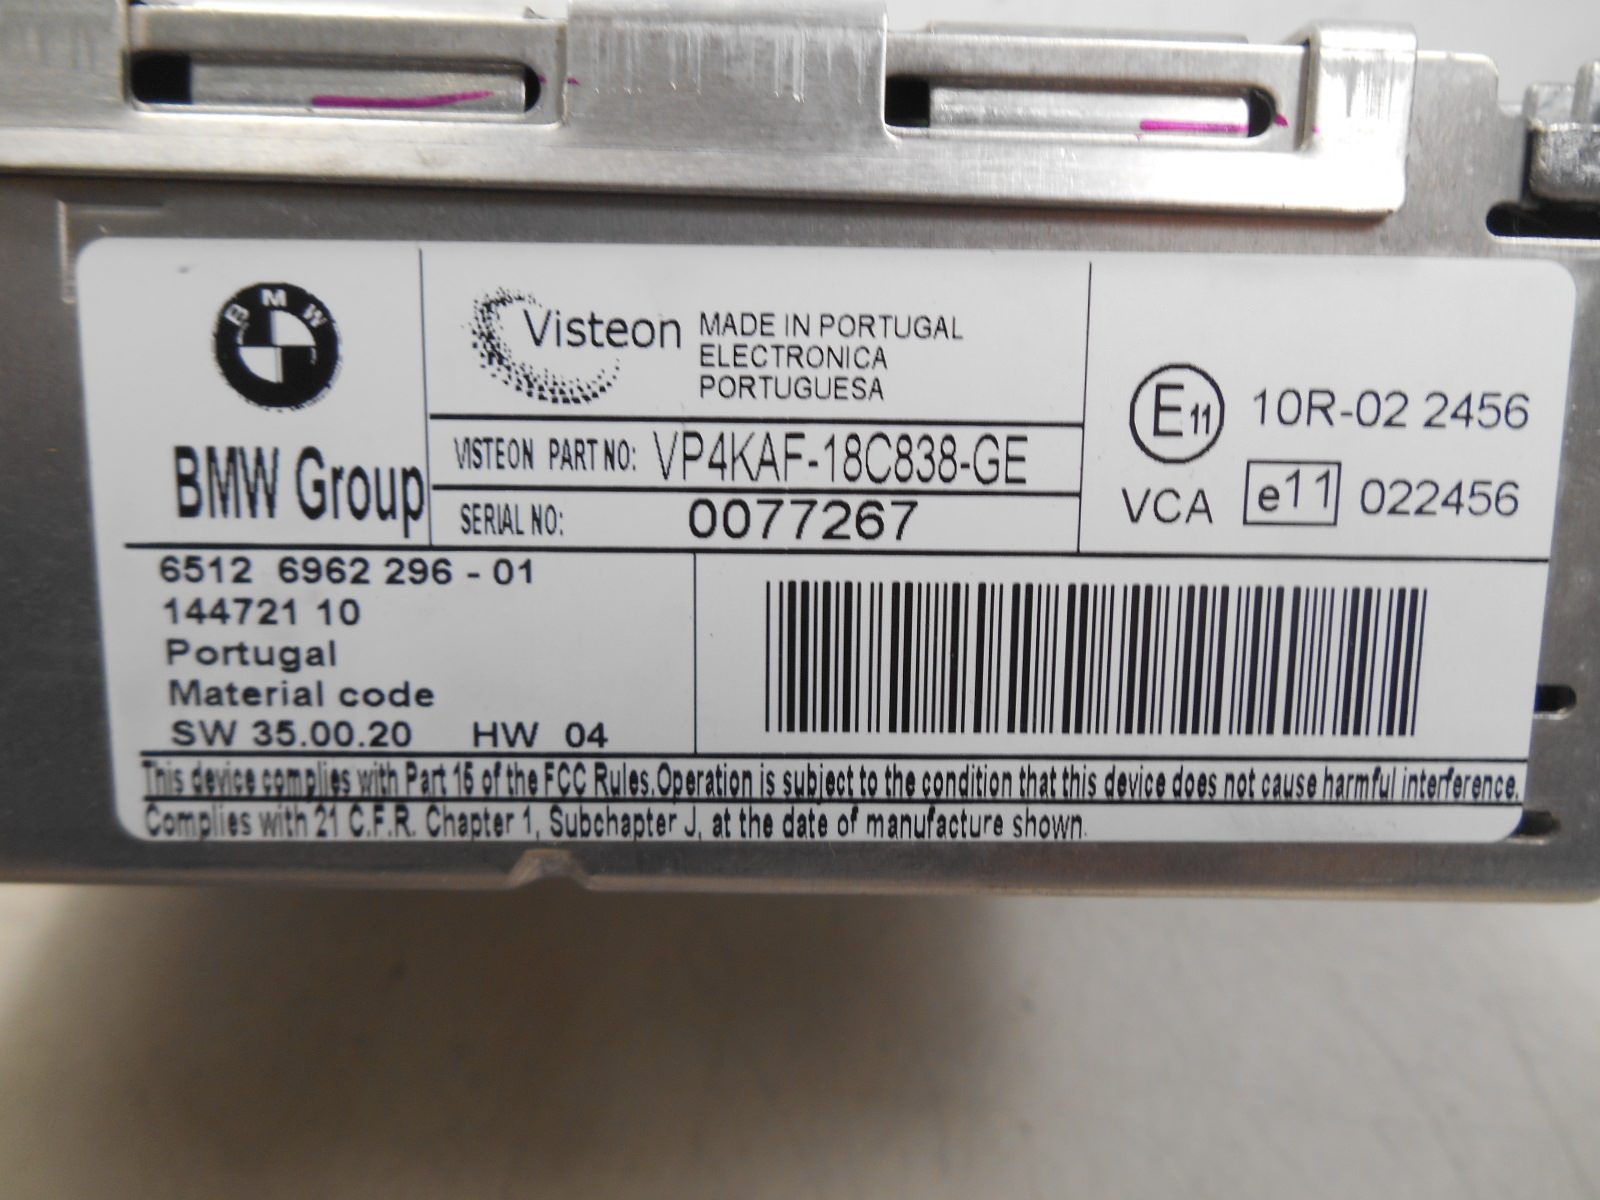 BMW
BMW Group
Visteon
MADE IN PORTUGAL
ELECTRONICA
PORTUGUESA
VISTEON PART NO: VP4KAF-18C838-GE
SERIAL NO: 0077267
E11 10R-02 2456
VCA e11 022456
6512 6962 296 - 01
144721 10
Portugal
Material code
SW 35.00.20 HW 04
This device complies with Part 15 of the FCC Rules.Operation is subject to the condition that this device does not cause harmful interference.
Complies with 21 C.F.R. Chapter 1, Subchapter J, at the date of manufacture shown.